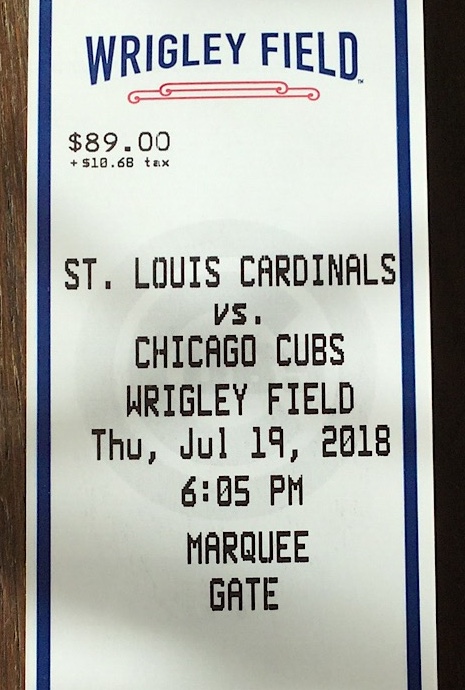 WRIGLEY FIELD™
$89.00
+ $10.68 tax
ST. LOUIS CARDINALS
vs.
CHICAGO CUBS
WRIGLEY FIELD
Thu, Jul 19, 2018
6:05 PM
MARQUEE
GATE